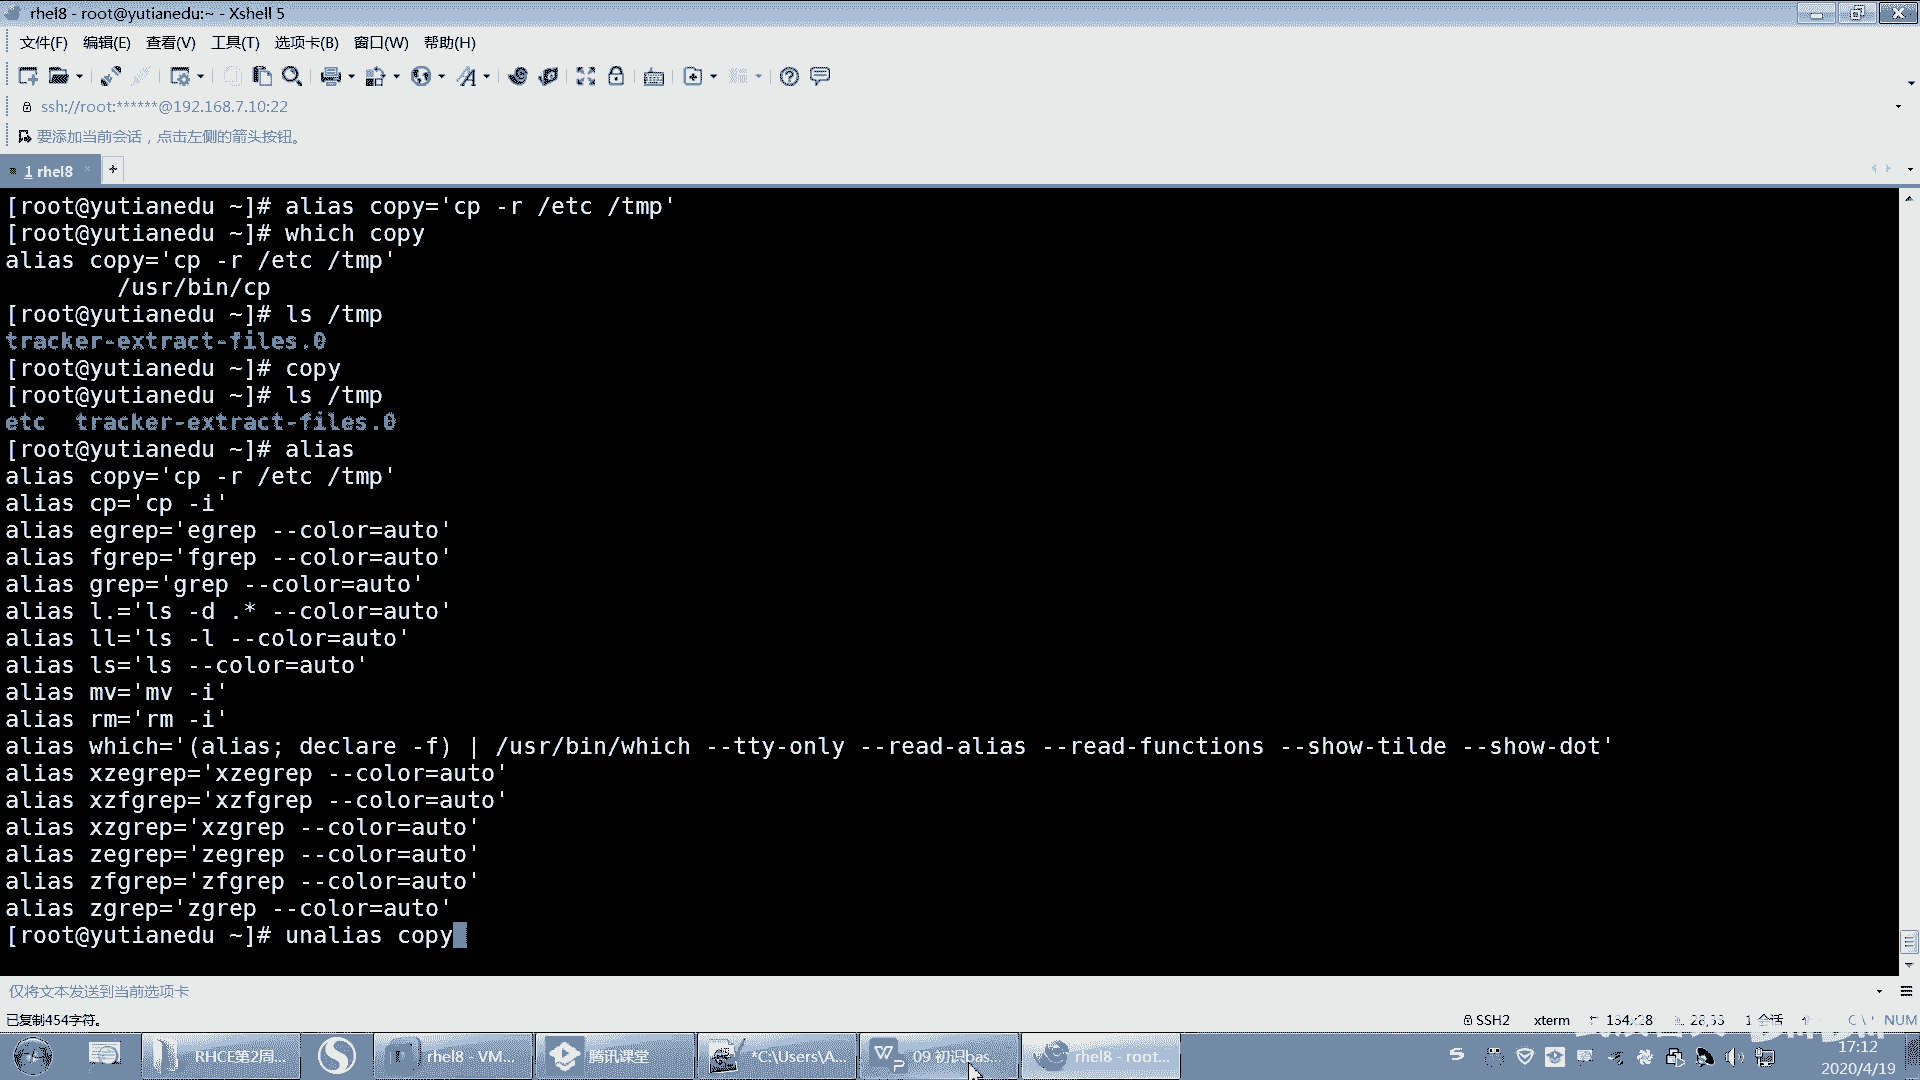 rhel8 - root@yutianedu:~ - Xshell 5
文件(F) 编辑(E) 查看(V) 工具(T) 选项卡(B) 窗口(W) 帮助(H)
ssh://root:******@192.168.7.10:22
要添加当前会话，点击左侧的箭头按钮。
1 rhel8
[root@yutianedu ~]# alias copy='cp -r /etc /tmp'
[root@yutianedu ~]# which copy
alias copy='cp -r /etc /tmp'
/usr/bin/cp
[root@yutianedu ~]# ls /tmp
tracker-extract-files.0
[root@yutianedu ~]# copy
[root@yutianedu ~]# ls /tmp
etc  tracker-extract-files.0
[root@yutianedu ~]# alias
alias copy='cp -r /etc /tmp'
alias cp='cp -i'
alias egrep='egrep --color=auto'
alias fgrep='fgrep --color=auto'
alias grep='grep --color=auto'
alias l.='ls -d .* --color=auto'
alias ll='ls -l --color=auto'
alias ls='ls --color=auto'
alias mv='mv -i'
alias rm='rm -i'
alias which='(alias; declare -f) | /usr/bin/which --tty-only --read-alias --read-functions --show-tilde --show-dot'
alias xzegrep='xzegrep --color=auto'
alias xzfgrep='xzfgrep --color=auto'
alias xzgrep='xzgrep --color=auto'
alias zegrep='zegrep --color=auto'
alias zfgrep='zfgrep --color=auto'
alias zgrep='zgrep --color=auto'
[root@yutianedu ~]# unalias copy
仅将文本发送到当前选项卡
已复制454字符。 SSH2 xterm 134x28 28,33 1 会话 NUM
RHCE第2周... rhel8 - VM... 腾讯课堂 *C:\Users\A... 09 初识bas... rhel8 - root...
17:12
2020/4/19